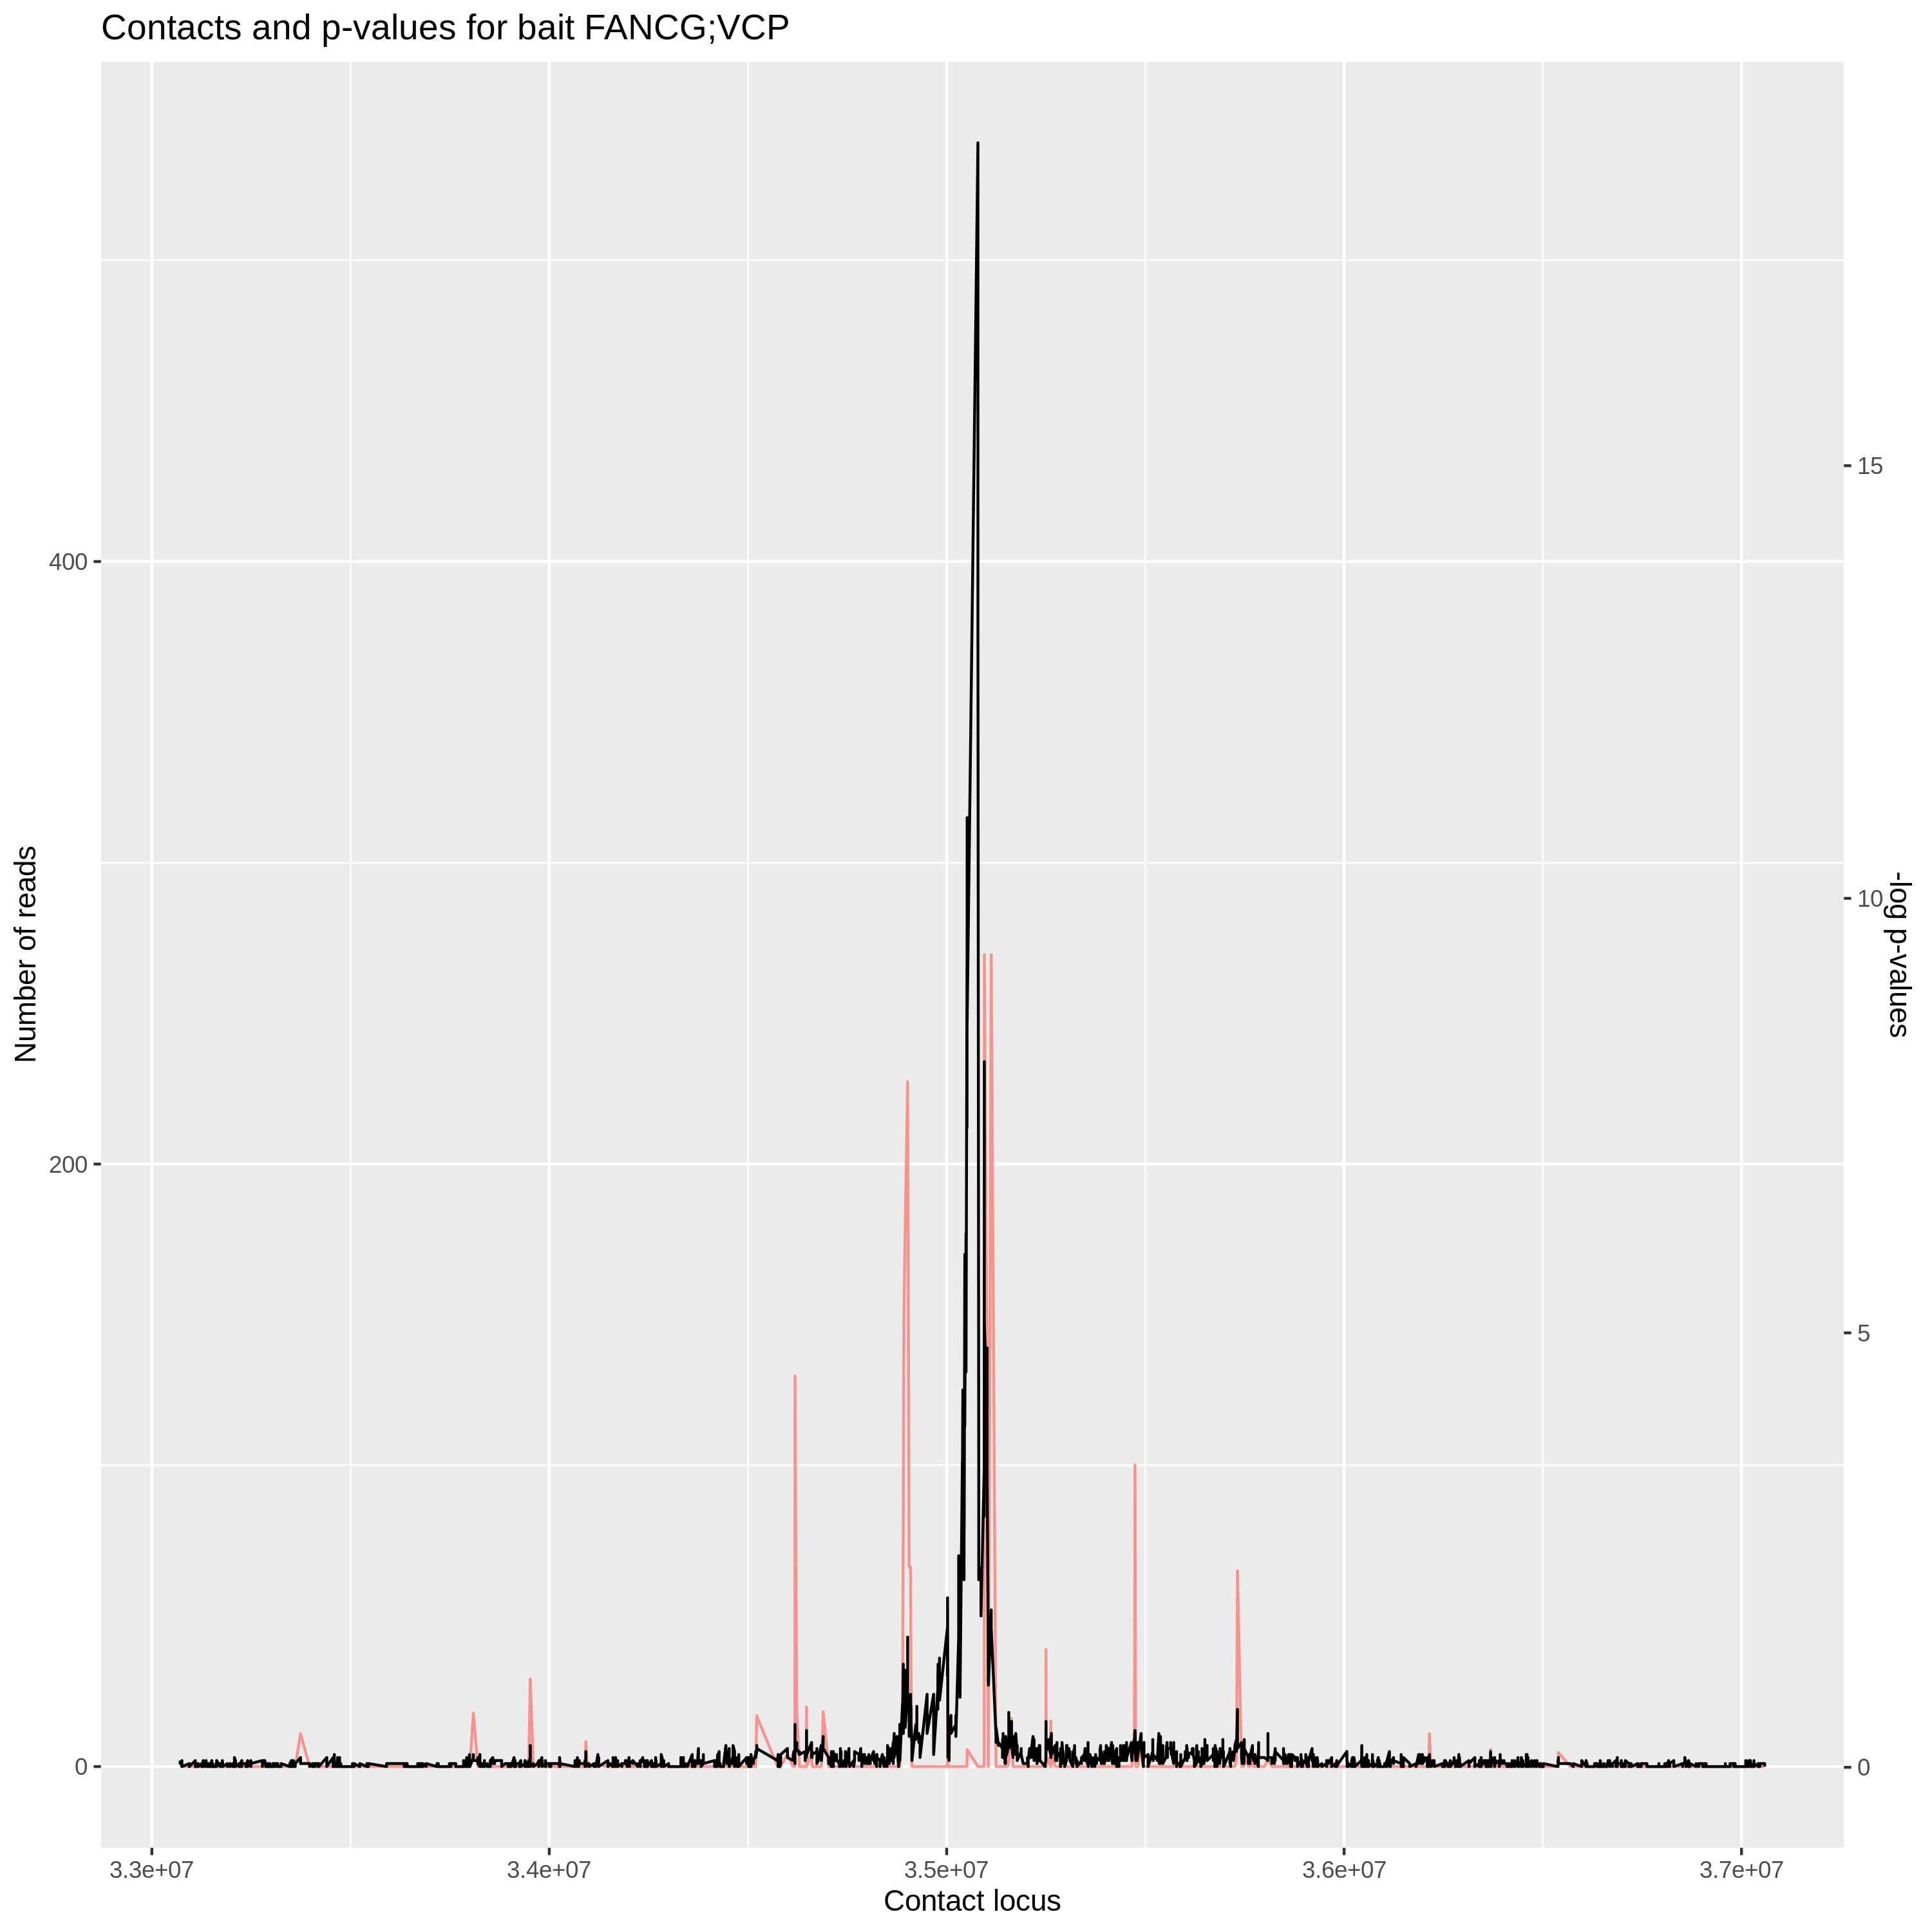 Contacts and p-values for bait FANCG;VCP
Number of reads
400
200
0
15
10
5
0
-log p-values
3.3e+07
3.4e+07
3.5e+07
3.6e+07
3.7e+07
Contact locus